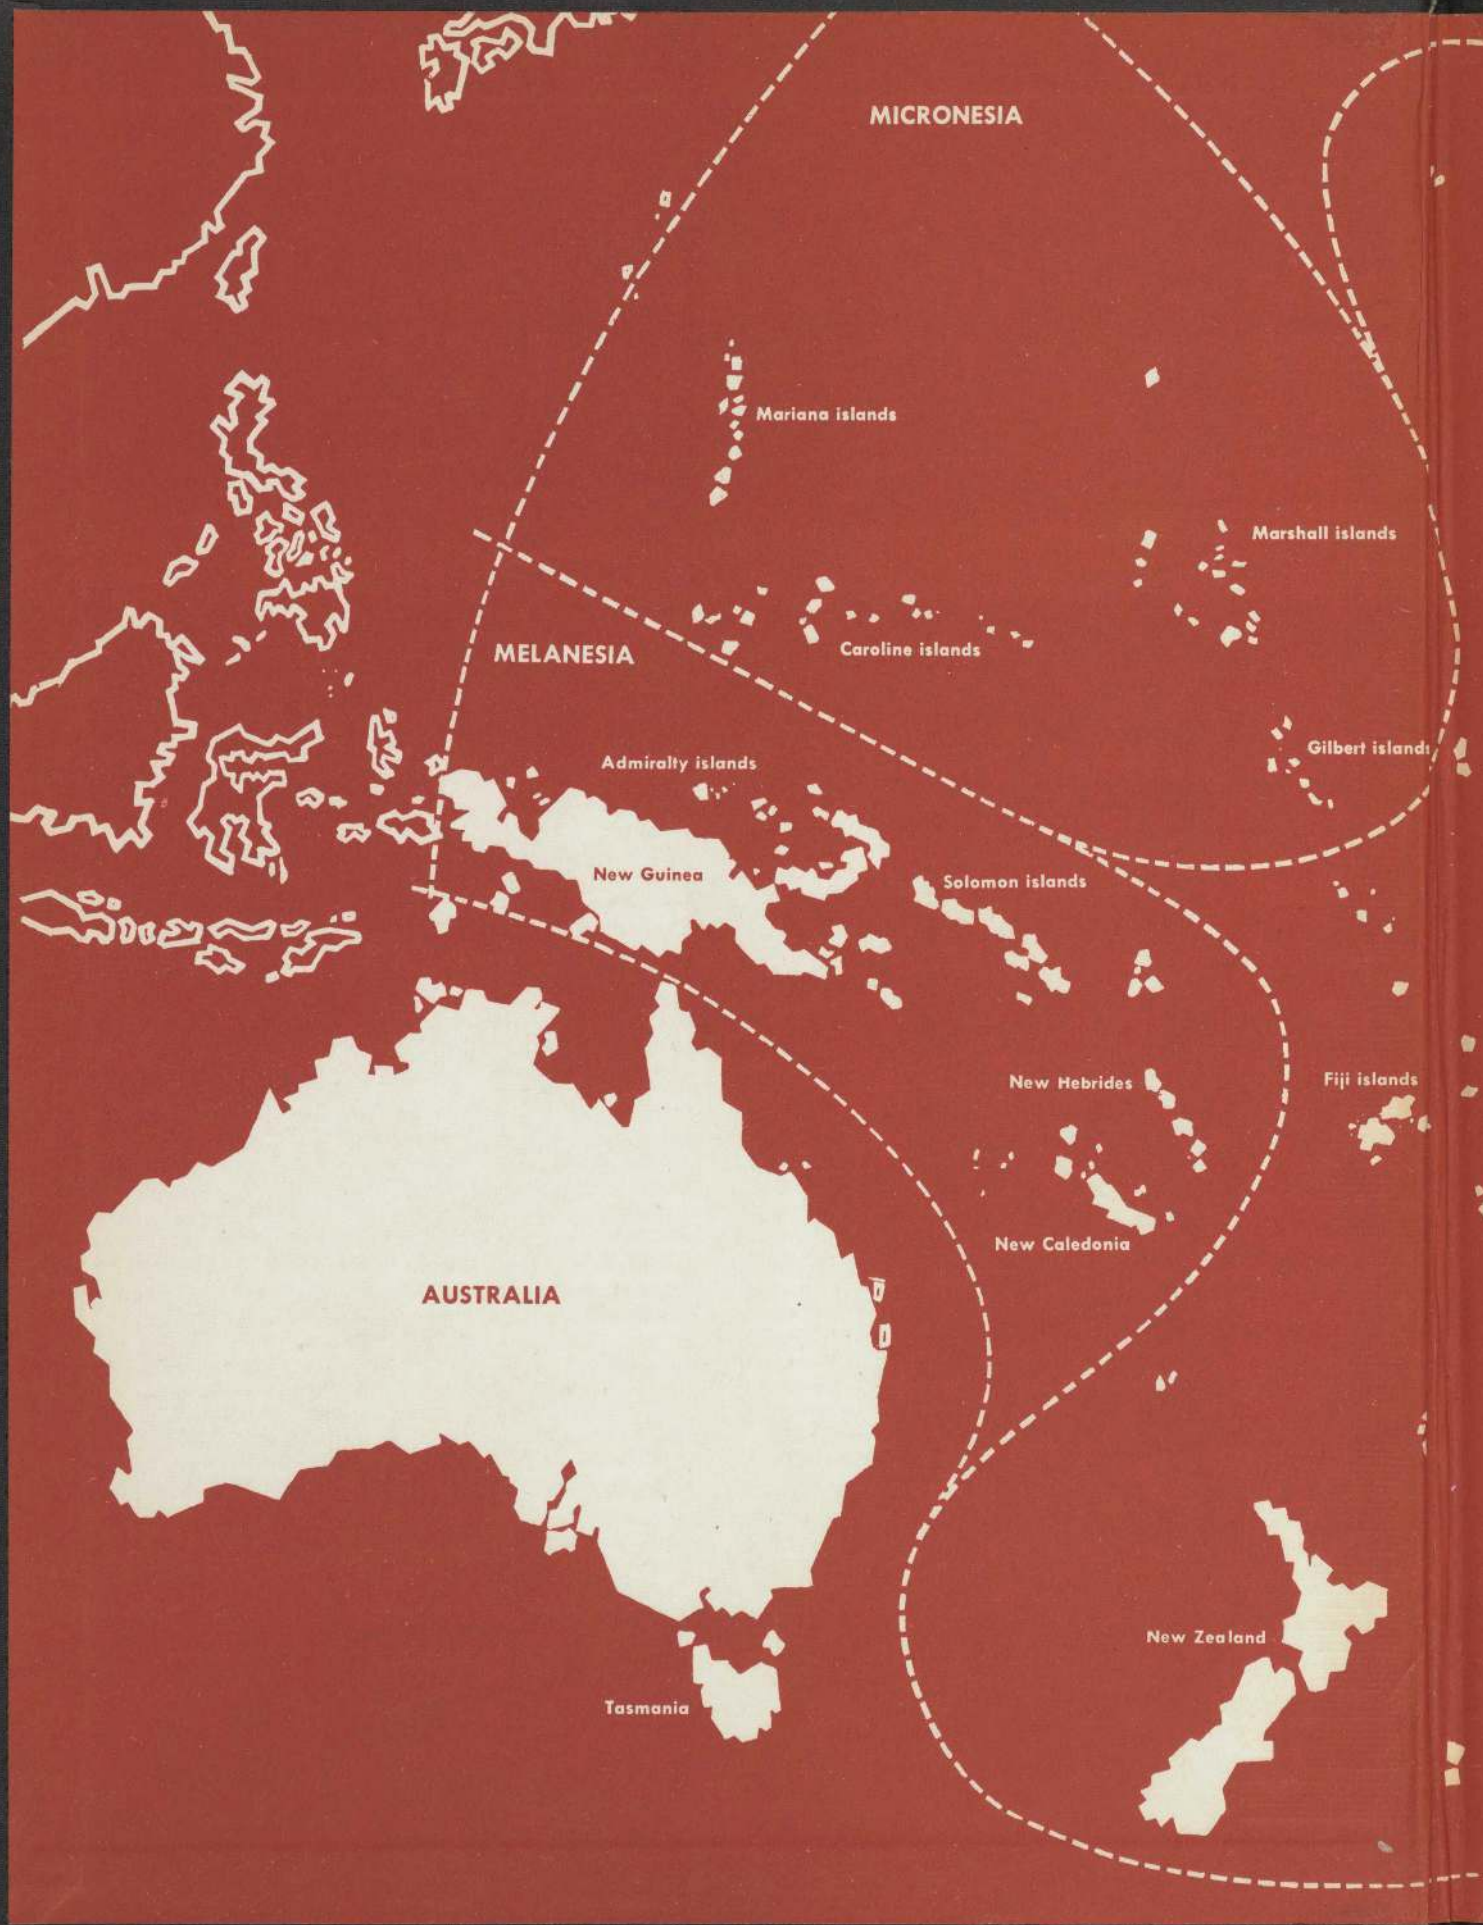 MICRONESIA
Mariana islands
Marshall islands
Caroline islands
MELANESIA
Gilbert islands
Admiralty islands
New Guinea
Solomon islands
New Hebrides
Fiji islands
New Caledonia
AUSTRALIA
New Zealand
Tasmania